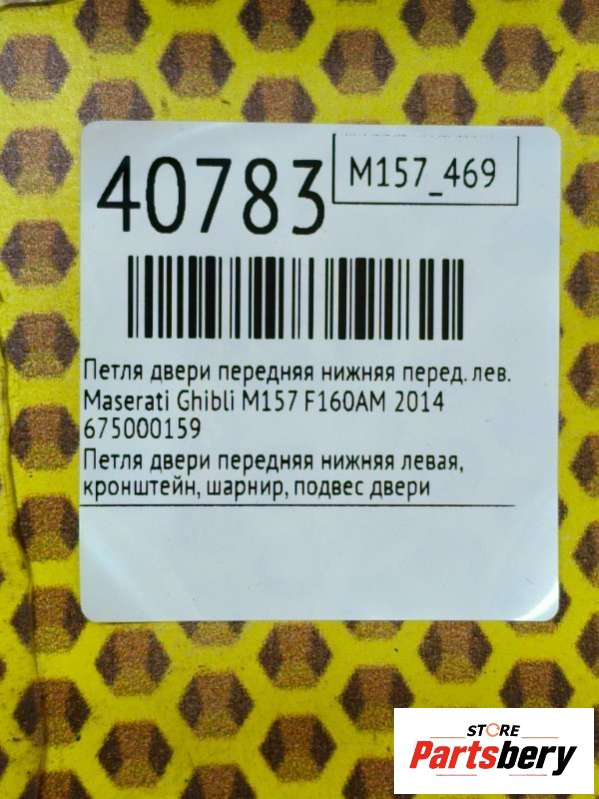 40783
M157_469
Петля двери передняя нижняя перед. лев.
Maserati Ghibli M157 F160AM 2014
675000159
Петля двери передняя нижняя левая,
кронштейн, шарнир, подвес двери
STORE
Partsbery